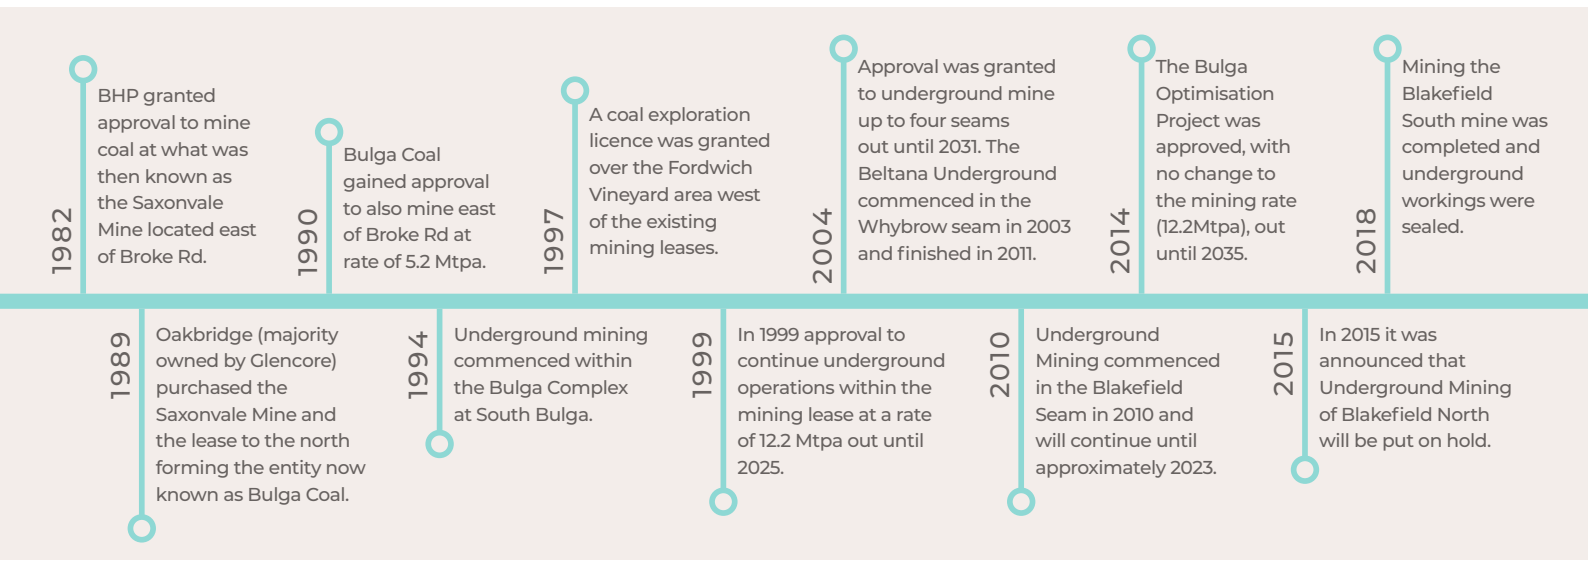 1982
BHP granted
approval to mine
coal at what was
then known as
the Saxonvale
Mine located east
of Broke Rd.
1989
Oakbridge (majority
owned by Glencore)
purchased the
Saxonvale Mine and
the lease to the north
forming the entity now
known as Bulga Coal.
1990
Bulga Coal
gained approval
to also mine east
of Broke Rd at
rate of 5.2 Mtpa.
1994
Underground mining
commenced within
the Bulga Complex
at South Bulga.
1997
A coal exploration
licence was granted
over the Fordwich
Vineyard area west
of the existing
mining leases.
1999
In 1999 approval to
continue underground
operations within the
mining lease at a rate
of 12.2 Mtpa out until
2025.
2004
Approval was granted
to underground mine
up to four seams
out until 2031. The
Beltana Underground
commenced in the
Whybrow seam in 2003
and finished in 2011.
2010
Underground
Mining commenced
in the Blakefield
Seam in 2010 and
will continue until
approximately 2023.
2014
The Bulga
Optimisation
Project was
approved, with
no change to
the mining rate
(12.2Mtpa), out
until 2035.
2015
In 2015 it was
announced that
Underground Mining
of Blakefield North
will be put on hold.
2018
Mining the
Blakefield
South mine was
completed and
underground
workings were
sealed.